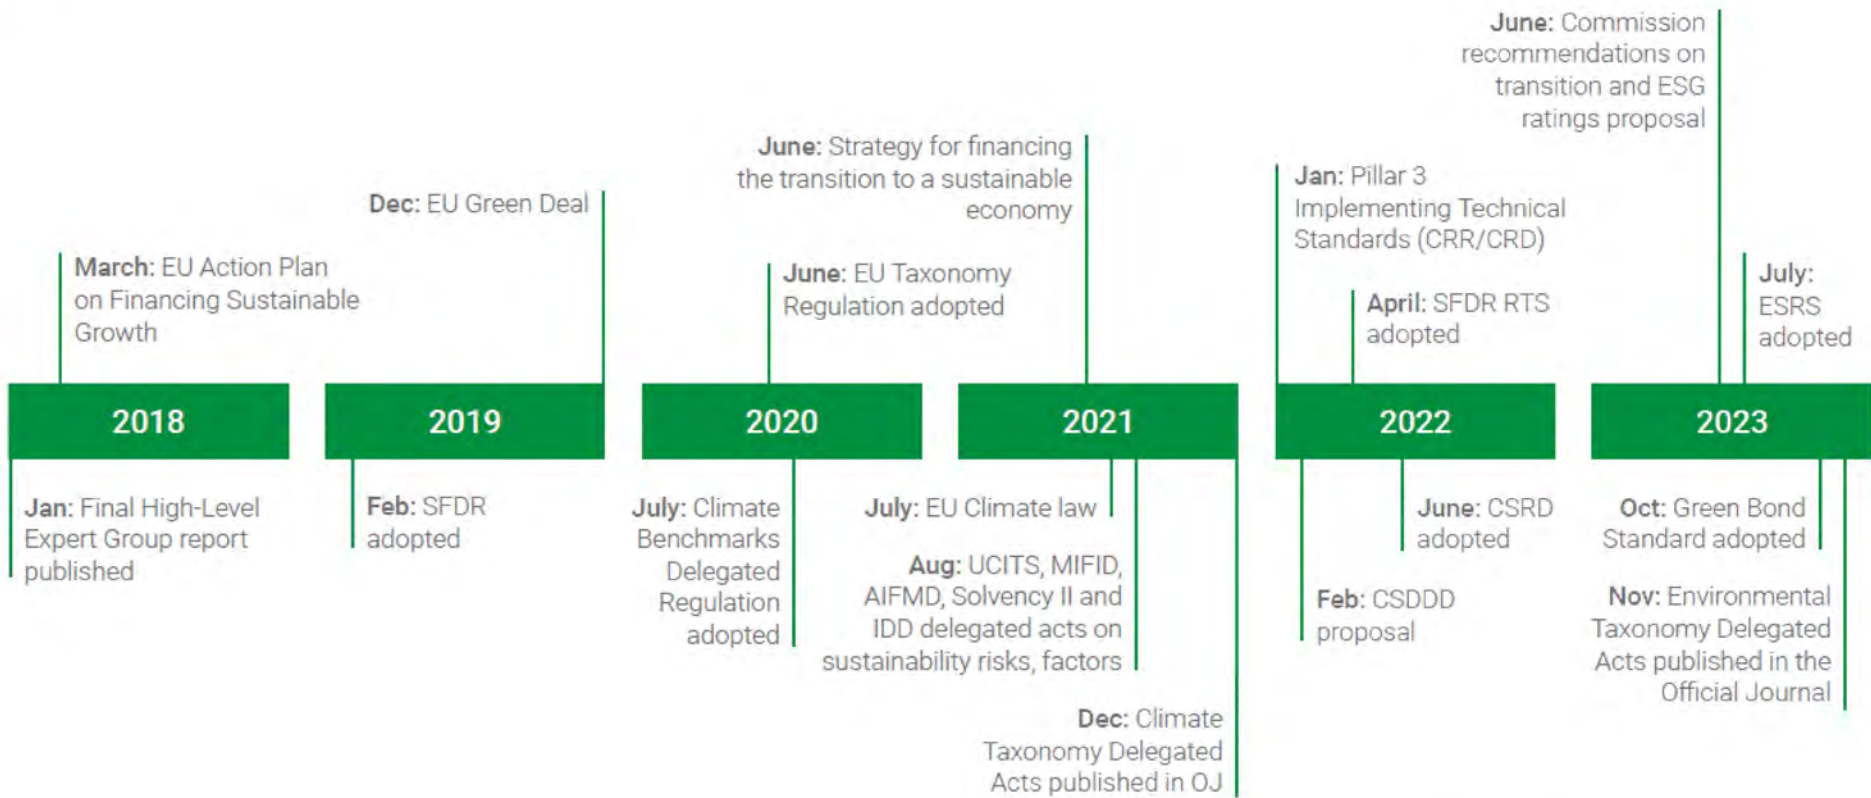 March: EU Action Plan
on Financing Sustainable
Growth
Dec: EU Green Deal
June: EU Taxonomy
Regulation adopted
June: Strategy for financing
the transition to a sustainable
economy
Jan: Pillar 3
Implementing Technical
Standards (CRR/CRD)
April: SFDR RTS
adopted
June: Commission
recommendations on
transition and ESG
ratings proposal
July:
ESRS
adopted
2018
2019
2020
2021
2022
2023
Jan: Final High-Level
Expert Group report
published
Feb: SFDR
adopted
July: Climate
Benchmarks
Delegated
Regulation
adopted
July: EU Climate law
Aug: UCITS, MIFID,
AIFMD, Solvency II and
IDD delegated acts on
sustainability risks, factors
Dec: Climate
Taxonomy Delegated
Acts published in OJ
Feb: CSDDD
proposal
June: CSRD
adopted
Oct: Green Bond
Standard adopted
Nov: Environmental
Taxonomy Delegated
Acts published in the
Official Journal